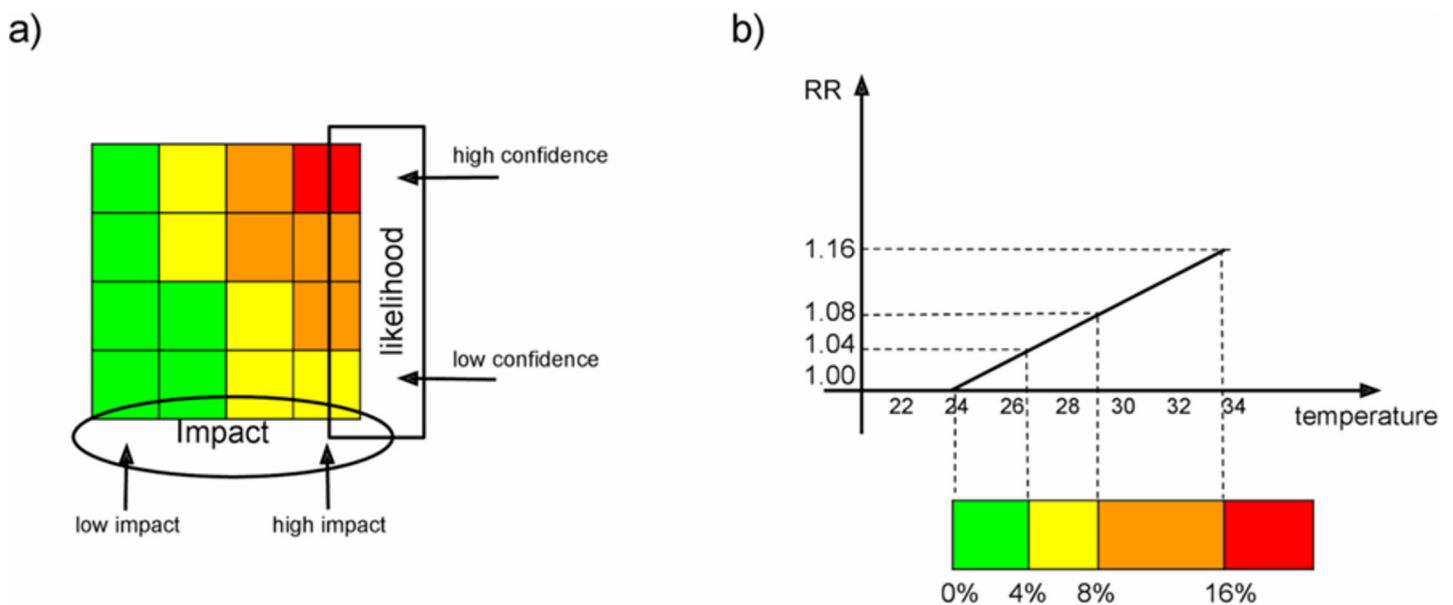 a)
high confidence
likelihood
low confidence
Impact
low impact
high impact
b)
RR
1.16
1.08
1.04
1.00
22 24 26 28 30 32 34
temperature
0% 4% 8% 16%